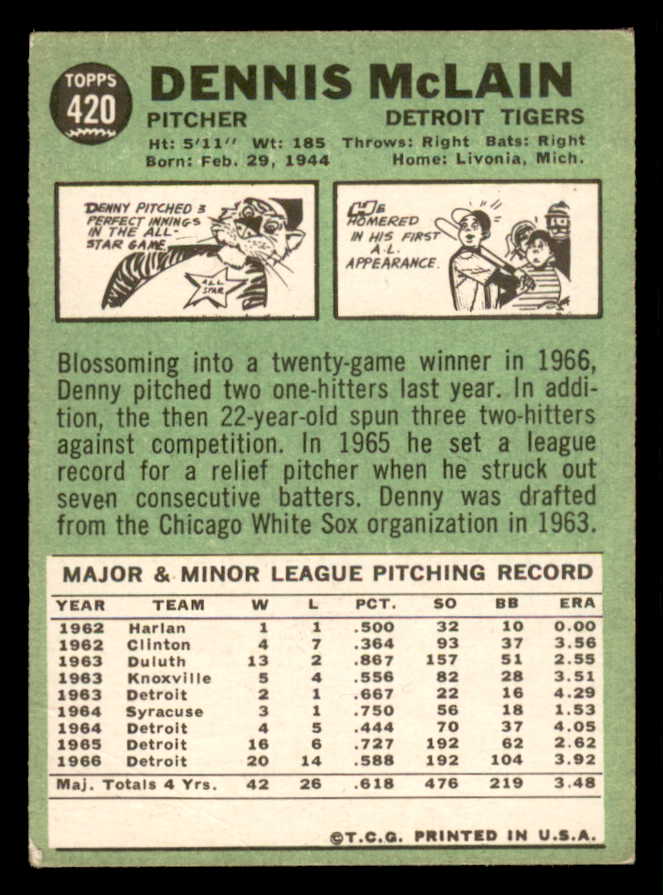 TOPPS
420
DENNIS McLAIN
PITCHER DETROIT TIGERS
Ht: 5'11" Wt: 185 Throws: Right Bats: Right
Born: Feb. 29, 1944 Home: Livonia, Mich.
DENNY PITCHED 3
PERFECT INNINGS
IN THE ALL-
STAR GAME.
ALL
STAR
HE
HOMERED
IN HIS FIRST
A.L.
APPEARANCE.
Blossoming into a twenty-game winner in 1966,
Denny pitched two one-hitters last year. In addi-
tion, the then 22-year-old spun three two-hitters
against competition. In 1965 he set a league
record for a relief pitcher when he struck out
seven consecutive batters. Denny was drafted
from the Chicago White Sox organization in 1963.
MAJOR & MINOR LEAGUE PITCHING RECORD
YEAR TEAM W L PCT. SO BB ERA
1962 Harlan 1 1 .500 32 10 0.00
1962 Clinton 4 7 .364 93 37 3.56
1963 Duluth 13 2 .867 157 51 2.55
1963 Knoxville 5 4 .556 82 28 3.51
1963 Detroit 2 1 .667 22 16 4.29
1964 Syracuse 3 1 .750 56 18 1.53
1964 Detroit 4 5 .444 70 37 4.05
1965 Detroit 16 6 .727 192 62 2.62
1966 Detroit 20 14 .588 192 104 3.92
Maj. Totals 4 Yrs. 42 26 .618 476 219 3.48
©T.C.G. PRINTED IN U.S.A.